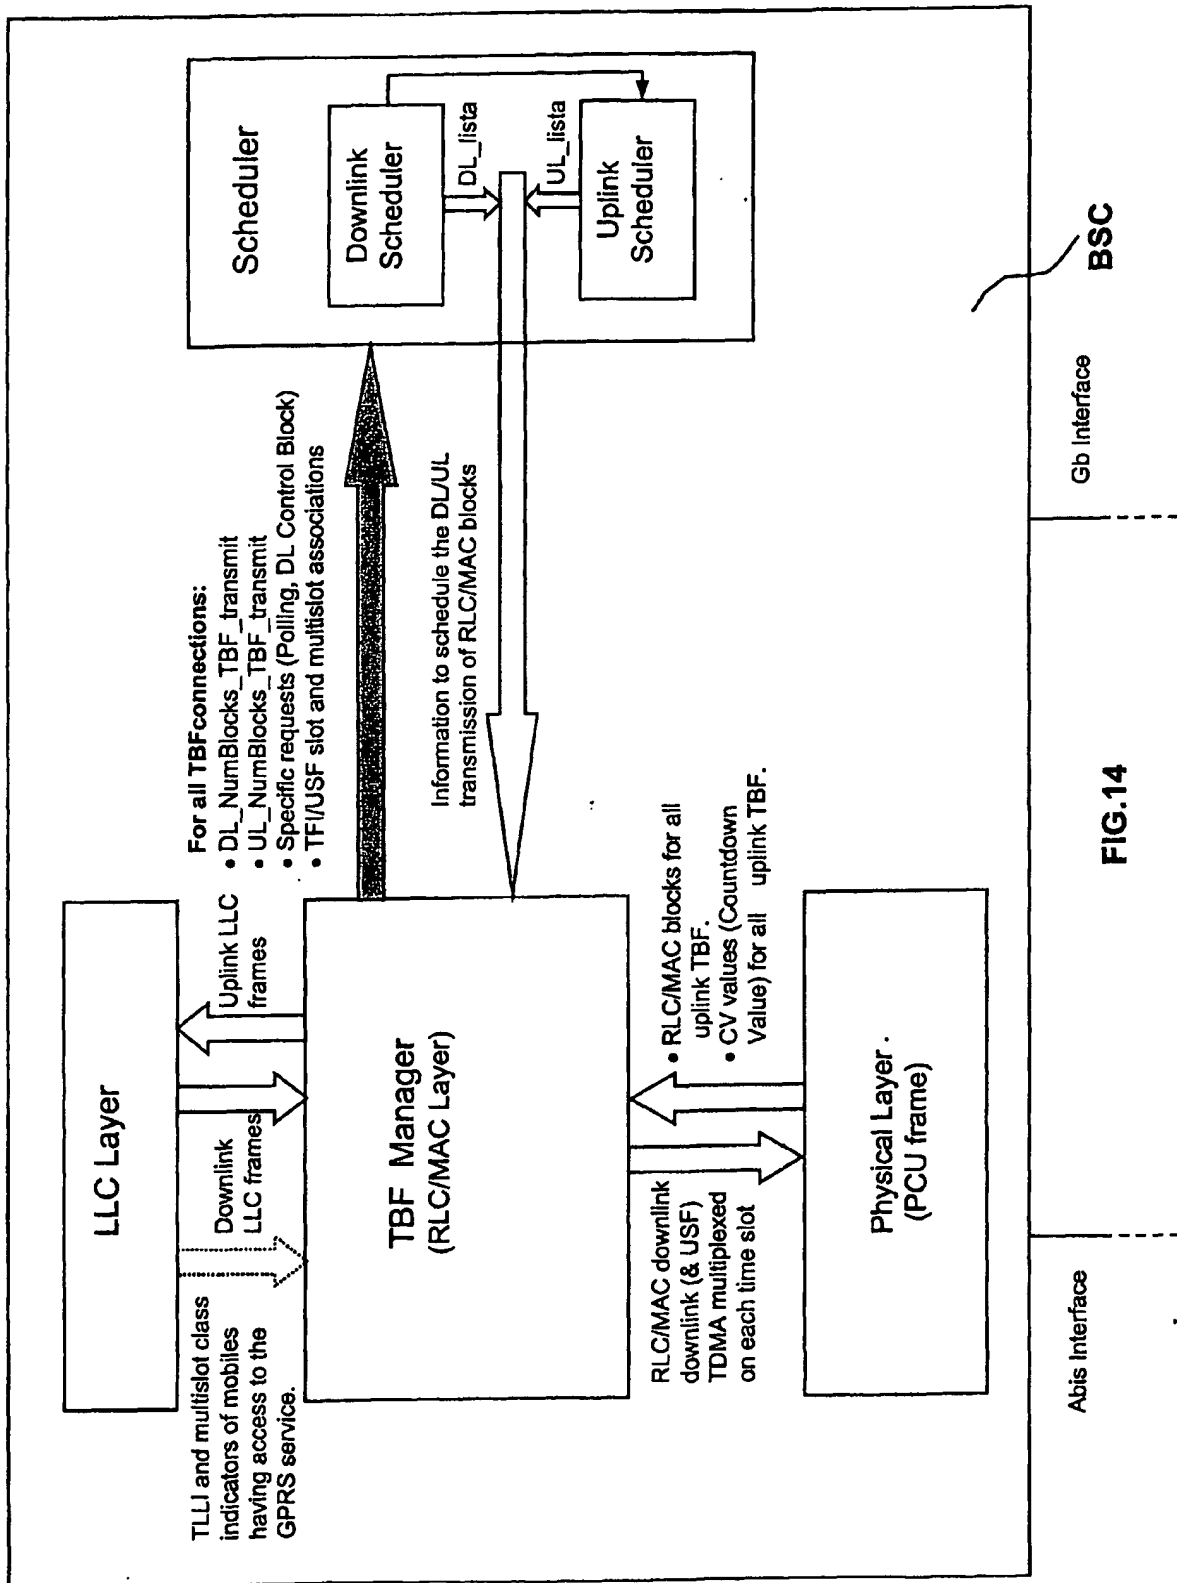 LLC Layer
TLLI and multislot class
indicators of mobiles
having access to the
GPRS service.
Downlink
LLC frames
Uplink LLC
frames
For all TBFconnections:
• DL_NumBlocks_TBF_transmit
• UL_NumBlocks_TBF_transmit
• Specific requests (Polling, DL Control Block)
• TFI/USF slot and multislot associations
Scheduler
Downlink
Scheduler
DL_lista
UL_lista
Uplink
Scheduler
TBF Manager
(RLC/MAC Layer)
Information to schedule the DL/UL
transmission of RLC/MAC blocks
RLC/MAC downlink
downlink (& USF)
TDMA multiplexed
on each time slot
• RLC/MAC blocks for all
uplink TBF.
• CV values (Countdown
Value) for all uplink TBF.
Physical Layer
(PCU frame)
Abis Interface
Gb Interface
BSC
FIG.14